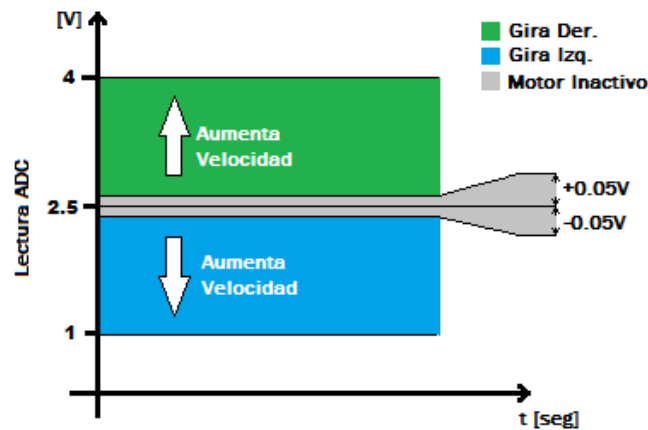 [V]
Gira Der.
Gira Izq.
Motor Inactivo
4
Aumenta
Velocidad
+0.05V
2.5
-0.05V
Lectura ADC
Aumenta
Velocidad
1
t [seg]